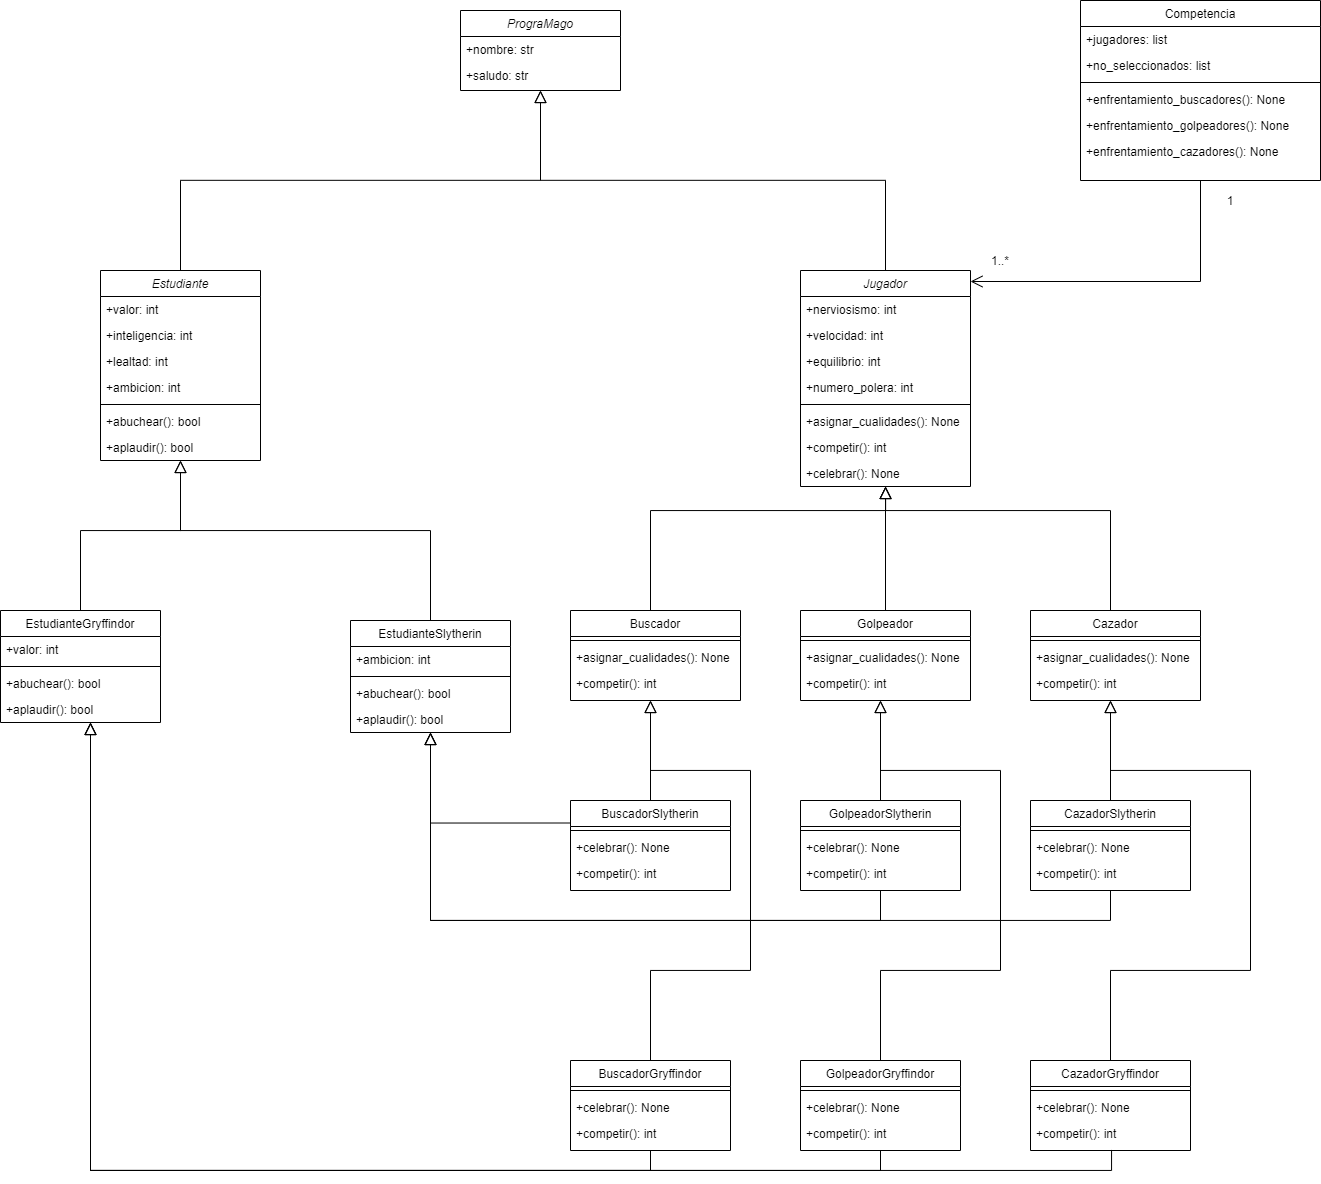 PrograMago
+nombre: str
+saludo: str
Competencia
+jugadores: list
+no_seleccionados: list
+enfrentamiento_buscadores(): None
+enfrentamiento_golpeadores(): None
+enfrentamiento_cazadores(): None
1
1..*
Estudiante
+valor: int
+inteligencia: int
+lealtad: int
+ambicion: int
+abuchear(): bool
+aplaudir(): bool
Jugador
+nerviosismo: int
+velocidad: int
+equilibrio: int
+numero_polera: int
+asignar_cualidades(): None
+competir(): int
+celebrar(): None
EstudianteGryffindor
+valor: int
+abuchear(): bool
+aplaudir(): bool
EstudianteSlytherin
+ambicion: int
+abuchear(): bool
+aplaudir(): bool
Buscador
+asignar_cualidades(): None
+competir(): int
Golpeador
+asignar_cualidades(): None
+competir(): int
Cazador
+asignar_cualidades(): None
+competir(): int
BuscadorSlytherin
+celebrar(): None
+competir(): int
GolpeadorSlytherin
+celebrar(): None
+competir(): int
CazadorSlytherin
+celebrar(): None
+competir(): int
BuscadorGryffindor
+celebrar(): None
+competir(): int
GolpeadorGryffindor
+celebrar(): None
+competir(): int
CazadorGryffindor
+celebrar(): None
+competir(): int